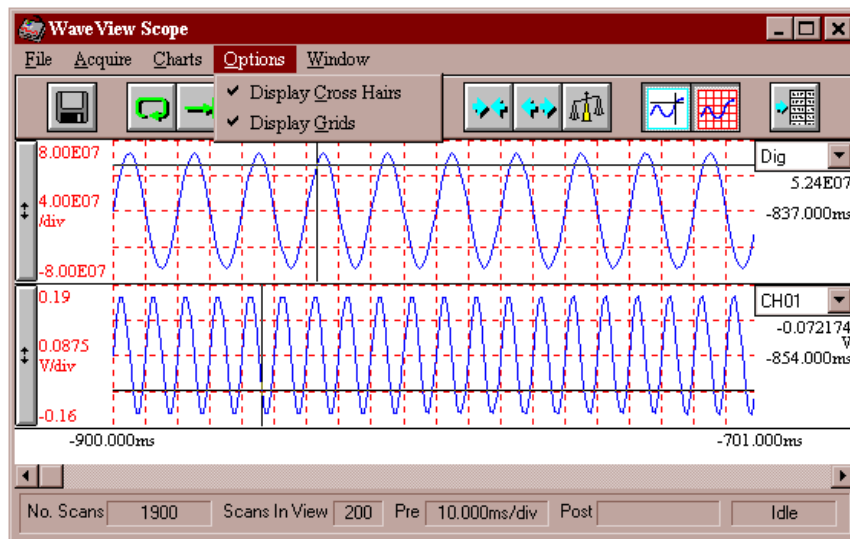 WaveView Scope
File Acquire Charts Options Window
Display Cross Hairs
Display Grids
8.00E07
4.00E07
/div
-8.00E07
Dig
5.24E07
-837.000ms
0.19
0.0875
V/div
-0.16
CH01
-0.072174
V
-854.000ms
-900.000ms
-701.000ms
No. Scans 1900 Scans In View 200 Pre 10.000ms/div Post Idle